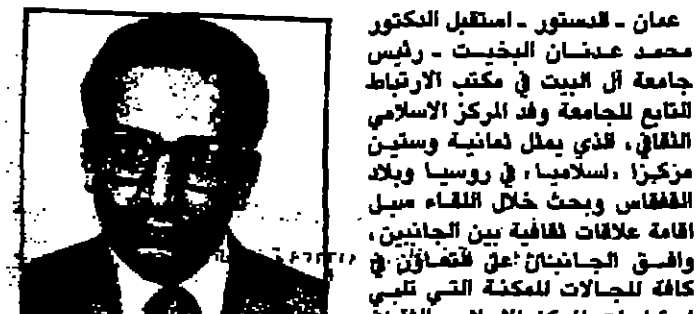 عمان ـ الدستور ـ استقبل الدكتور
محمد عدنان البخيت ـ رئيس
جامعة آل البيت في مكتب الارتباط
التابع للجامعة وفد المركز الاسلامي
الثقافي، الذي يمثل ثمانية وستين
مركزا اسلاميا، في روسيا وبلاد
القفقاس وبحث خلال اللقاء سبل
اقامة علاقات ثقافية بين الجانبين،
وافق الجانبان على التعاون في
كافة المجالات الممكنة التي تلبي
المركز